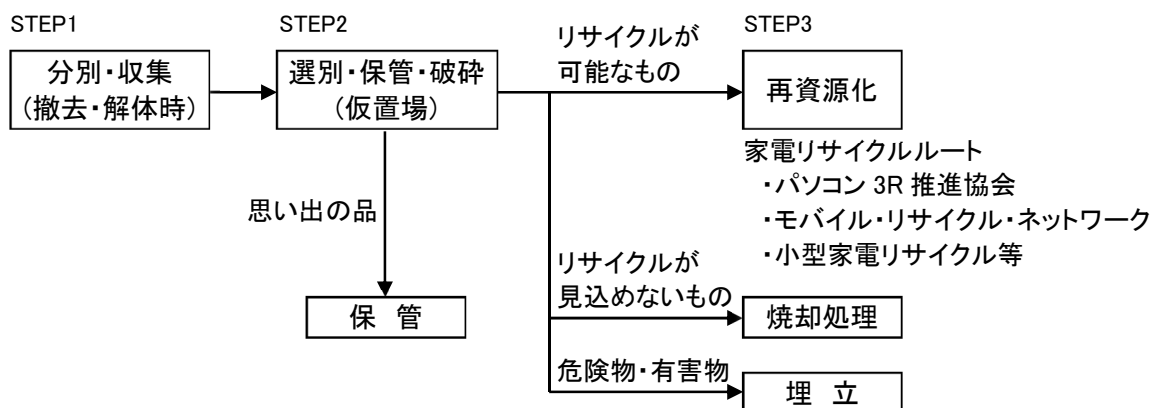 STEP1
分別・収集
(撤去・解体時)
STEP2
選別・保管・破砕
(仮置場)
リサイクルが
可能なもの
STEP3
再資源化
家電リサイクルルート
・パソコン 3R 推進協会
・モバイル・リサイクル・ネットワーク
・小型家電リサイクル等
思い出の品
保 管
リサイクルが
見込めないもの
焼却処理
危険物・有害物
埋 立